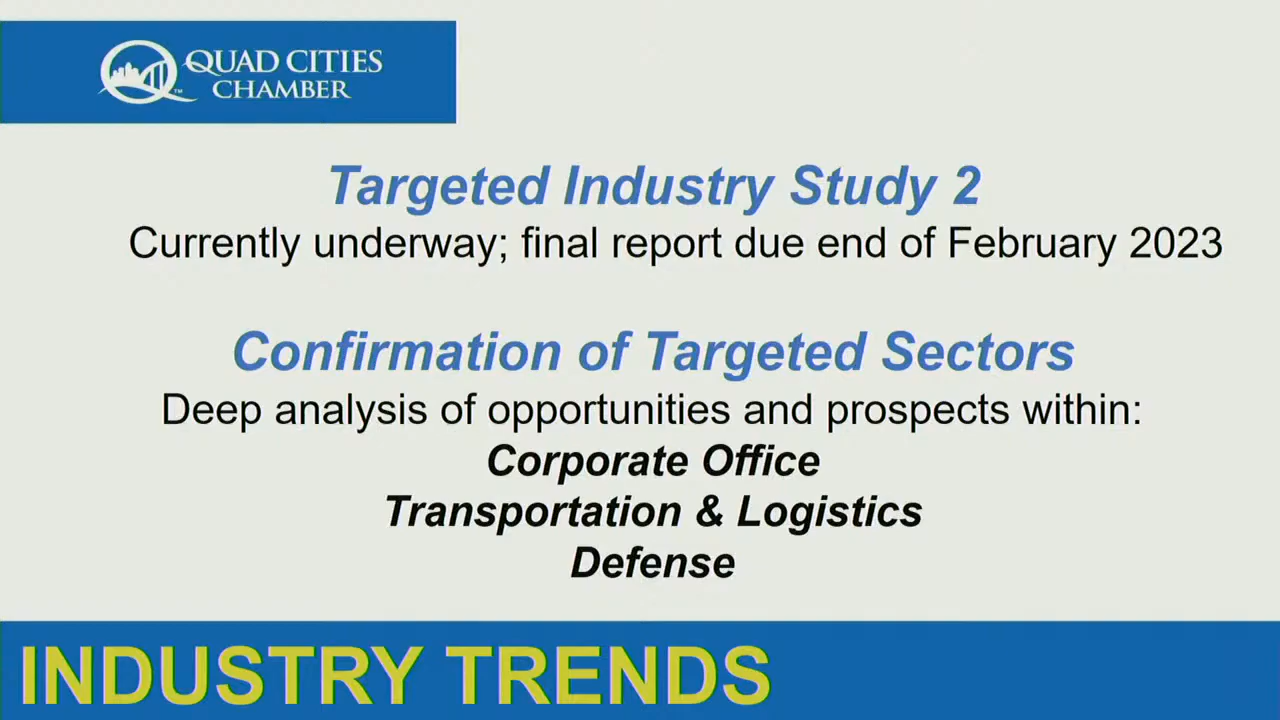 QUAD CITIES
CHAMBER
TM
Targeted Industry Study 2
Currently underway; final report due end of February 2023
Confirmation of Targeted Sectors
Deep analysis of opportunities and prospects within:
Corporate Office
Transportation & Logistics
Defense
INDUSTRY TRENDS